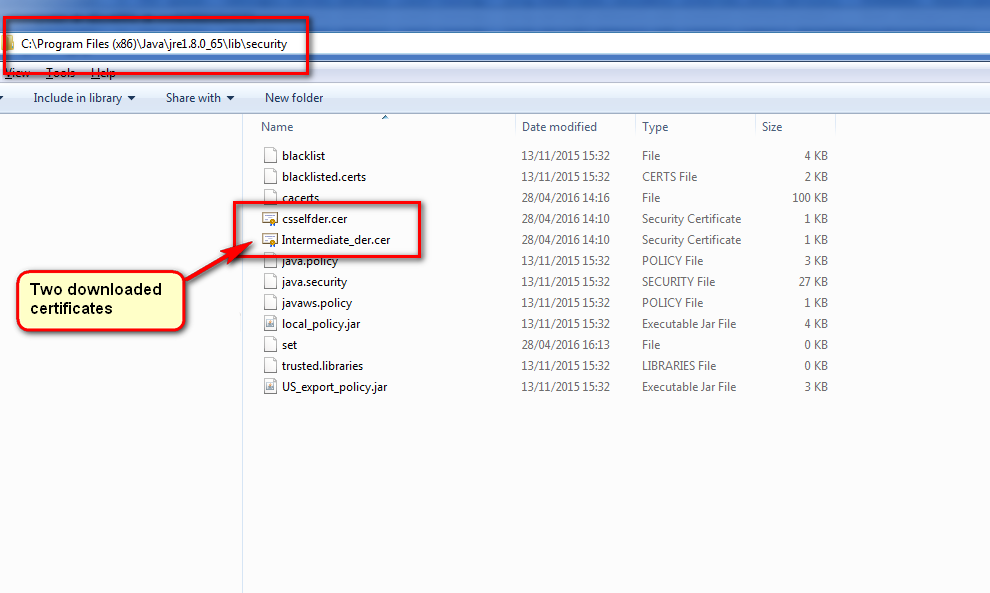 C:\Program Files (x86)\Java\jre1.8.0_65\lib\security
View Tools Help
Include in library Share with New folder
Name Date modified Type Size
blacklist 13/11/2015 15:32 File 4 KB
blacklisted.certs 13/11/2015 15:32 CERTS File 2 KB
cacerts 28/04/2016 14:16 File 100 KB
csselfder.cer 28/04/2016 14:10 Security Certificate 1 KB
Intermediate_der.cer 28/04/2016 14:10 Security Certificate 1 KB
java.policy 13/11/2015 15:32 POLICY File 3 KB
java.security 13/11/2015 15:32 SECURITY File 27 KB
javaws.policy 13/11/2015 15:32 POLICY File 1 KB
local_policy.jar 13/11/2015 15:32 Executable Jar File 4 KB
set 28/04/2016 16:13 File 0 KB
trusted.libraries 13/11/2015 15:32 LIBRARIES File 0 KB
US_export_policy.jar 13/11/2015 15:32 Executable Jar File 3 KB
Two downloaded
certificates